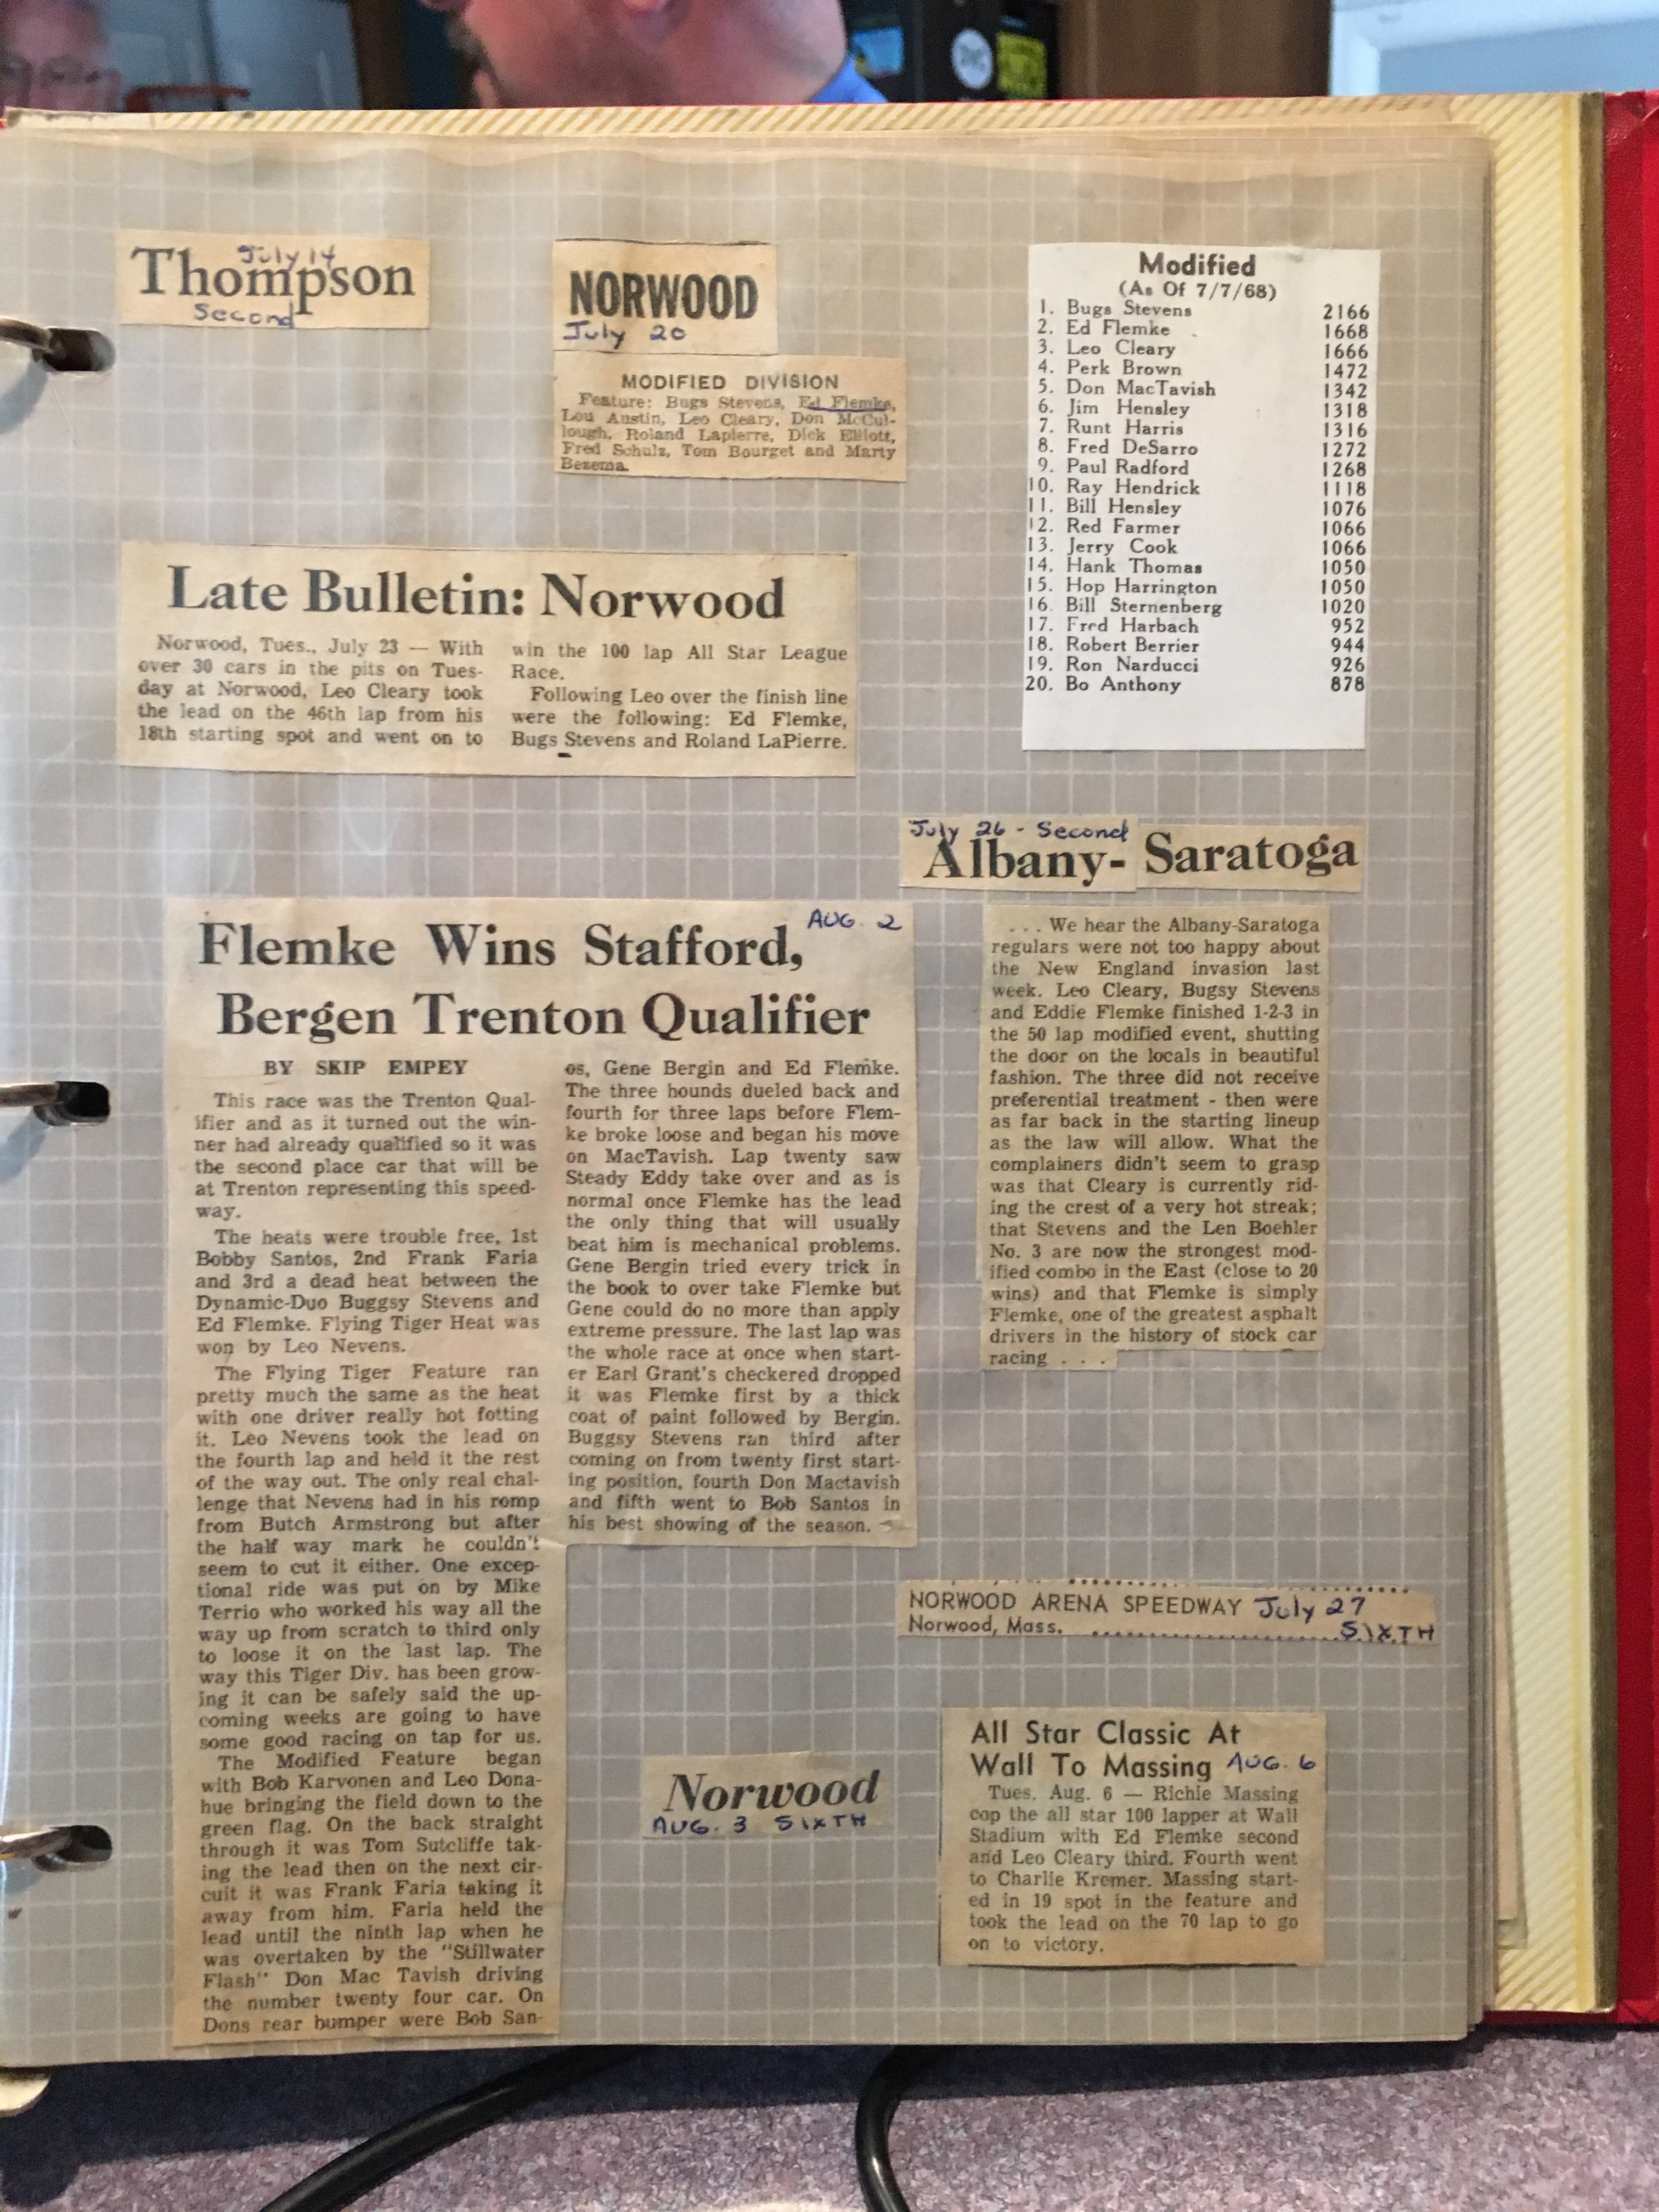 July 14
Thompson
Second
NORWOOD
July 20
MODIFIED DIVISION
Feature: Bugs Stevens, Ed Flemke,
Lou Austin, Leo Cleary, Don McCul-
lough, Roland Lapierre, Dick Elliott,
Fred Schulz, Tom Bourget and Marty
Bezema.
Modified
(As Of 7/7/68)
1. Bugs Stevens 2166
2. Ed Flemke 1668
3. Leo Cleary 1666
4. Perk Brown 1472
5. Don MacTavish 1342
6. Jim Hensley 1318
7. Runt Harris 1316
8. Fred DeSarro 1272
9. Paul Radford 1268
10. Ray Hendrick 1118
11. Bill Hensley 1076
12. Red Farmer 1066
13. Jerry Cook 1066
14. Hank Thomas 1050
15. Hop Harrington 1050
16. Bill Sternenberg 1020
17. Fred Harbach 952
18. Robert Berrier 944
19. Ron Narducci 926
20. Bo Anthony 878
Late Bulletin: Norwood
Norwood, Tues., July 23 — With
over 30 cars in the pits on Tues-
day at Norwood, Leo Cleary took
the lead on the 46th lap from his
18th starting spot and went on to
win the 100 lap All Star League
Race.
Following Leo over the finish line
were the following: Ed Flemke,
Bugs Stevens and Roland LaPierre.
July 26 - Second
Albany- Saratoga
... We hear the Albany-Saratoga
regulars were not too happy about
the New England invasion last
week. Leo Cleary, Bugsy Stevens
and Eddie Flemke finished 1-2-3 in
the 50 lap modified event, shutting
the door on the locals in beautiful
fashion. The three did not receive
preferential treatment - then were
as far back in the starting lineup
as the law will allow. What the
complainers didn't seem to grasp
was that Cleary is currently rid-
ing the crest of a very hot streak;
that Stevens and the Len Boehler
No. 3 are now the strongest mod-
ified combo in the East (close to 20
wins) and that Flemke is simply
Flemke, one of the greatest asphalt
drivers in the history of stock car
racing . . .
AUG. 2
Flemke Wins Stafford,
Bergen Trenton Qualifier
BY SKIP EMPEY
This race was the Trenton Qual-
ifier and as it turned out the win-
ner had already qualified so it was
the second place car that will be
at Trenton representing this speed-
way.
The heats were trouble free, 1st
Bobby Santos, 2nd Frank Faria
and 3rd a dead heat between the
Dynamic-Duo Buggsy Stevens and
Ed Flemke. Flying Tiger Heat was
won by Leo Nevens.
The Flying Tiger Feature ran
pretty much the same as the heat
with one driver really hot fotting
it. Leo Nevens took the lead on
the fourth lap and held it the rest
of the way out. The only real chal-
lenge that Nevens had in his romp
from Butch Armstrong but after
the half way mark he couldn't
seem to cut it either. One excep-
tional ride was put on by Mike
Terrio who worked his way all the
way up from scratch to third only
to loose it on the last lap. The
way this Tiger Div. has been grow-
ing it can be safely said the up-
coming weeks are going to have
some good racing on tap for us.
The Modified Feature began
with Bob Karvonen and Leo Dona-
hue bringing the field down to the
green flag. On the back straight
through it was Tom Sutcliffe tak-
ing the lead then on the next cir-
cuit it was Frank Faria taking it
away from him. Faria held the
lead until the ninth lap when he
was overtaken by the "Stillwater
Flash" Don Mac Tavish driving
the number twenty four car. On
Dons rear bumper were Bob San-
os, Gene Bergin and Ed Flemke.
The three hounds dueled back and
fourth for three laps before Flem-
ke broke loose and began his move
on MacTavish. Lap twenty saw
Steady Eddy take over and as is
normal once Flemke has the lead
the only thing that will usually
beat him is mechanical problems.
Gene Bergin tried every trick in
the book to over take Flemke but
Gene could do no more than apply
extreme pressure. The last lap was
the whole race at once when start-
er Earl Grant's checkered dropped
it was Flemke first by a thick
coat of paint followed by Bergin.
Buggsy Stevens ran third after
coming on from twenty first start-
ing position, fourth Don Mactavish
and fifth went to Bob Santos in
his best showing of the season.
NORWOOD ARENA SPEEDWAY July 27
Norwood, Mass. .......................... SIXTH
Norwood
AUG. 3 SIXTH
All Star Classic At
Wall To Massing AUG. 6
Tues. Aug. 6 — Richie Massing
cop the all star 100 lapper at Wall
Stadium with Ed Flemke second
and Leo Cleary third. Fourth went
to Charlie Kremer. Massing start-
ed in 19 spot in the feature and
took the lead on the 70 lap to go
on to victory.